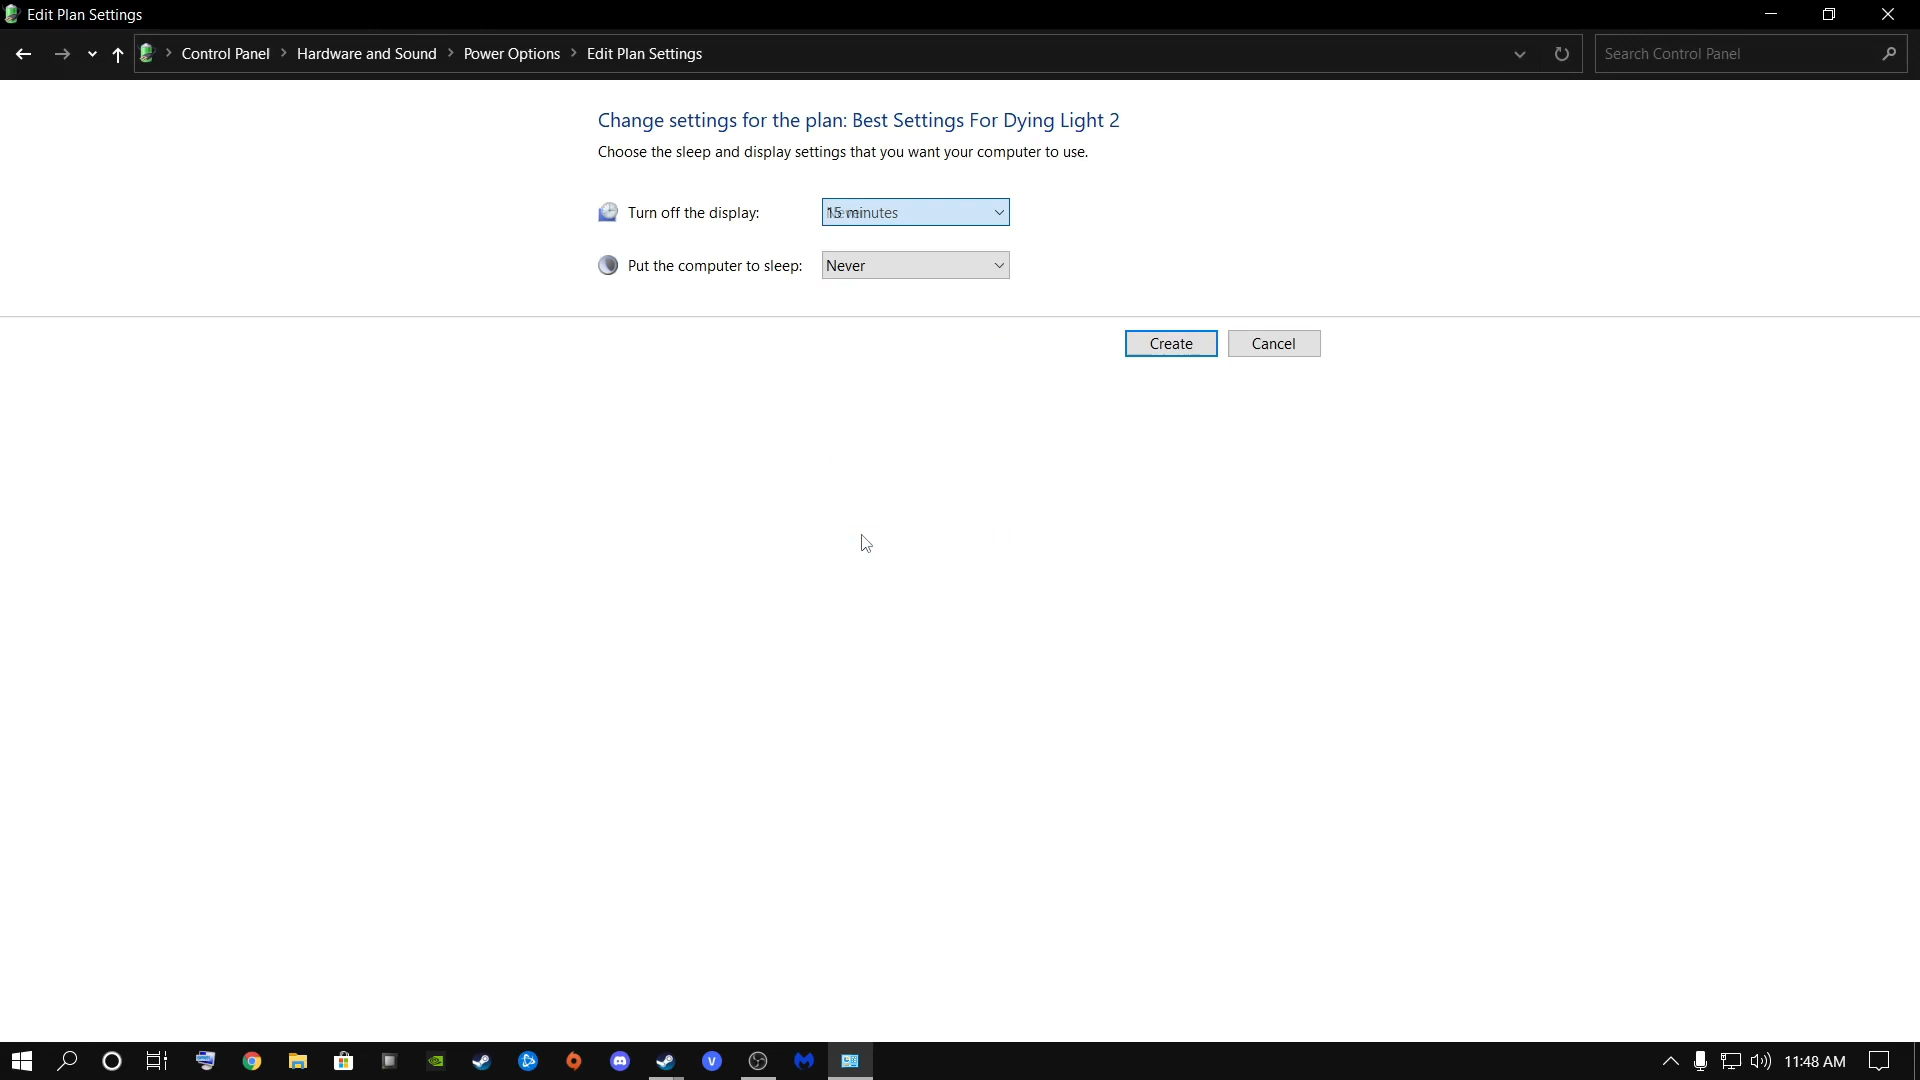 Edit Plan Settings
Control Panel > Hardware and Sound > Power Options > Edit Plan Settings
Search Control Panel
Change settings for the plan: Best Settings For Dying Light 2
Choose the sleep and display settings that you want your computer to use.
Turn off the display: 15 minutes
Put the computer to sleep: Never
Create Cancel
11:48 AM